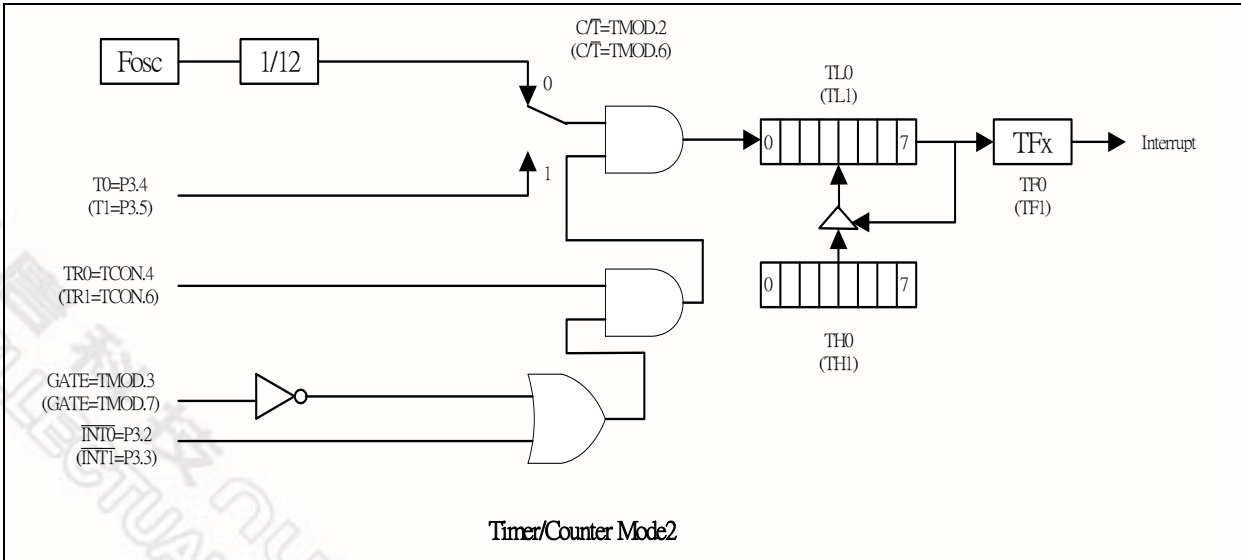 C/T̅=TMOD.2
(C/T̅=TMOD.6)
Fosc
1/12
0
TL0
(TL1)
0
7
TFx
Interrupt
TF0
(TF1)
1
T0=P3.4
(T1=P3.5)
TR0=TCON.4
(TR1=TCON.6)
0
7
TH0
(TH1)
GATE=TMOD.3
(GATE=TMOD.7)
I̅N̅T̅0̅=P3.2
(I̅N̅T̅1̅=P3.3)
Timer/Counter Mode2